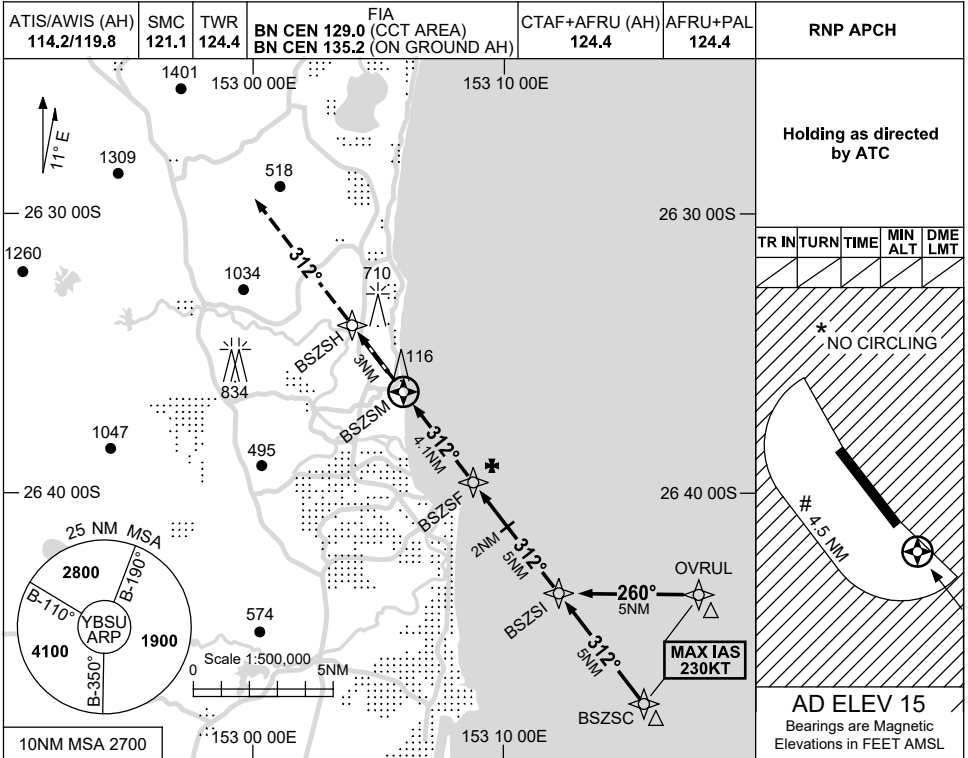 ATIS/AWIS (AH)
114.2/119.8
SMC
121.1
TWR
124.4
FIA
BN CEN 129.0 (CCT AREA)
BN CEN 135.2 (ON GROUND AH)
CTAF+AFRU (AH)
124.4
AFRU+PAL
124.4
RNP APCH
Holding as directed
by ATC
TR IN
TURN
TIME
MIN
ALT
DME
LMT
*
NO CIRCLING
# 4.5 NM
AD ELEV 15
Bearings are Magnetic
Elevations in FEET AMSL
1401
153 00 00E
153 10 00E
11° E
1309
518
26 30 00S
26 30 00S
1260
312°
1034
710
BSZSH
3NM
116
834
BSZSM
1047
312°
4.1NM
495
26 40 00S
BSZSF
26 40 00S
2NM
312°
5NM
OVRUL
BSZSI
260°
5NM
25 NM MSA
2800
B-190°
B-110°
YBSU
ARP
4100
1900
B-350°
574
312°
5NM
MAX IAS
230KT
Scale 1:500,000
0
5NM
BSZSC
10NM MSA 2700
153 00 00E
153 10 00E